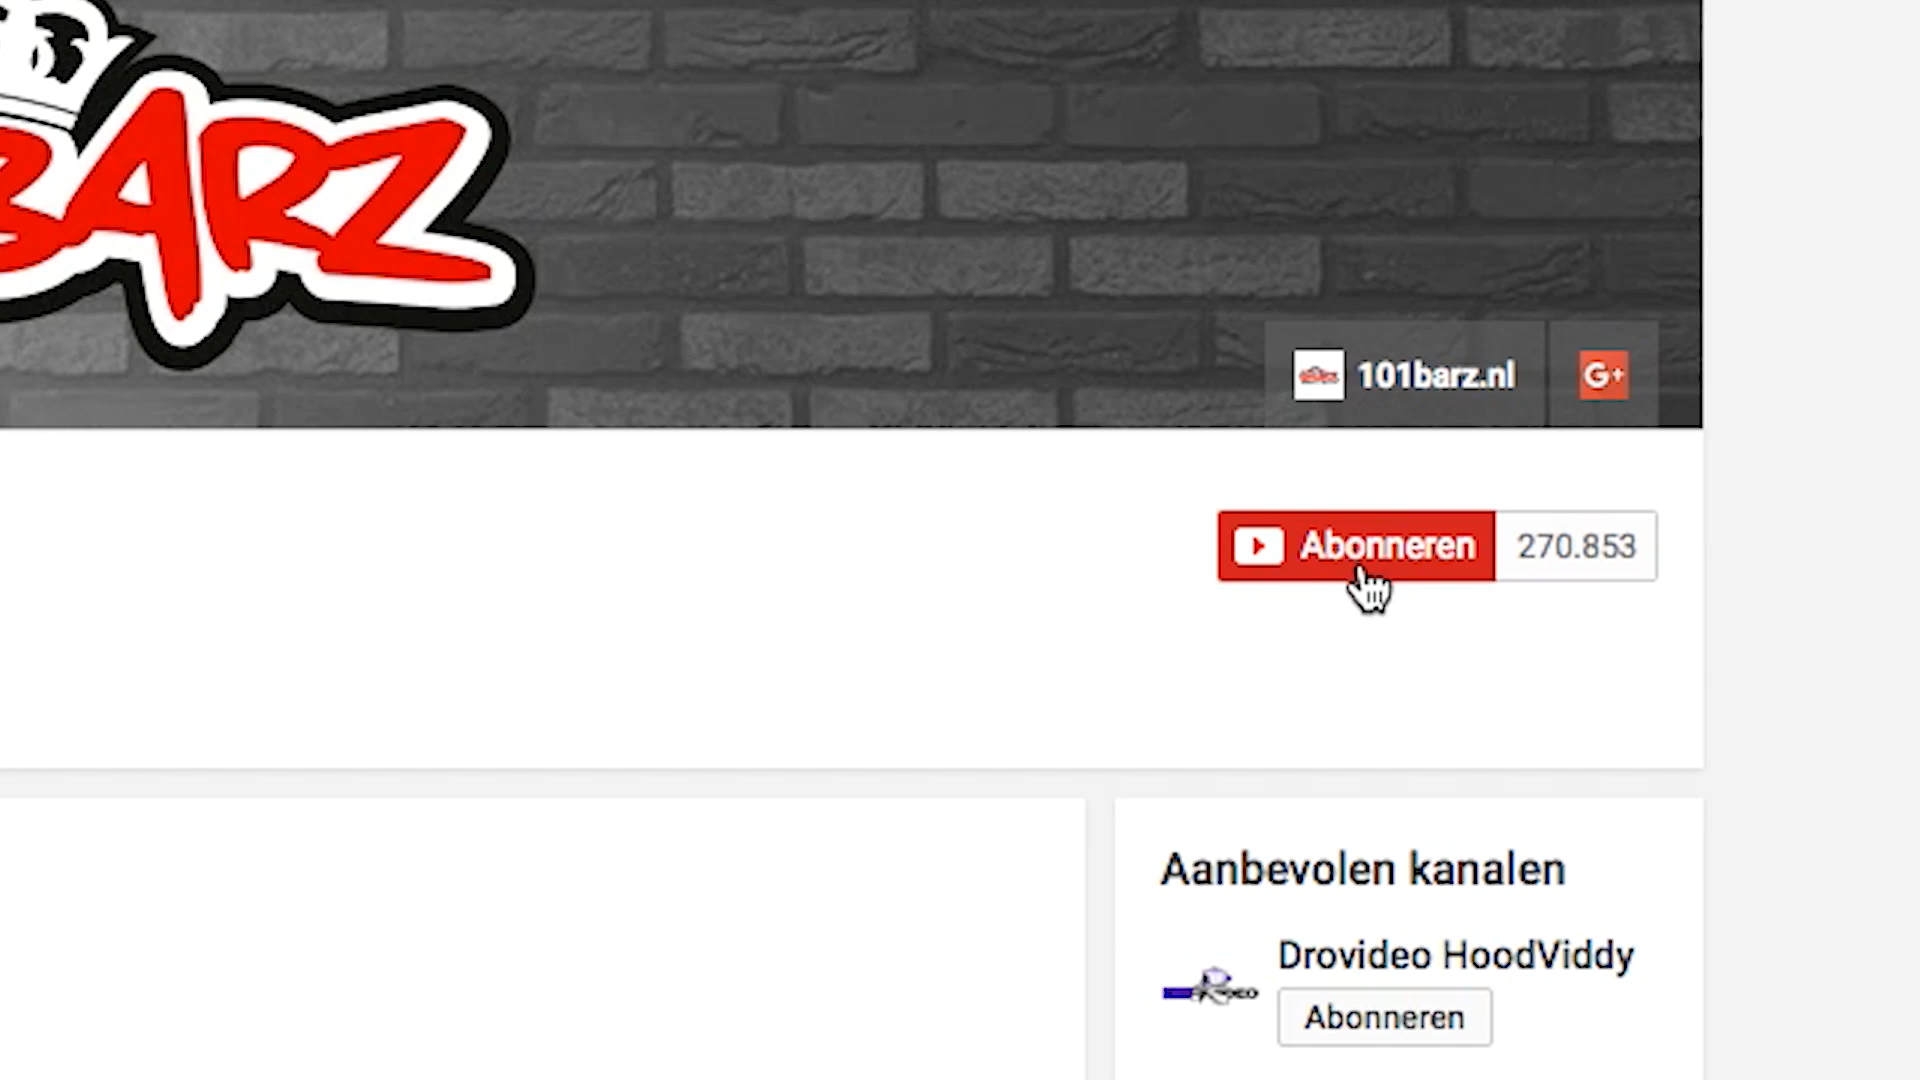 BARZ
101barz.nl
G+
Abonneren 270.853
Aanbevolen kanalen
Drovideo HoodViddy
Abonneren